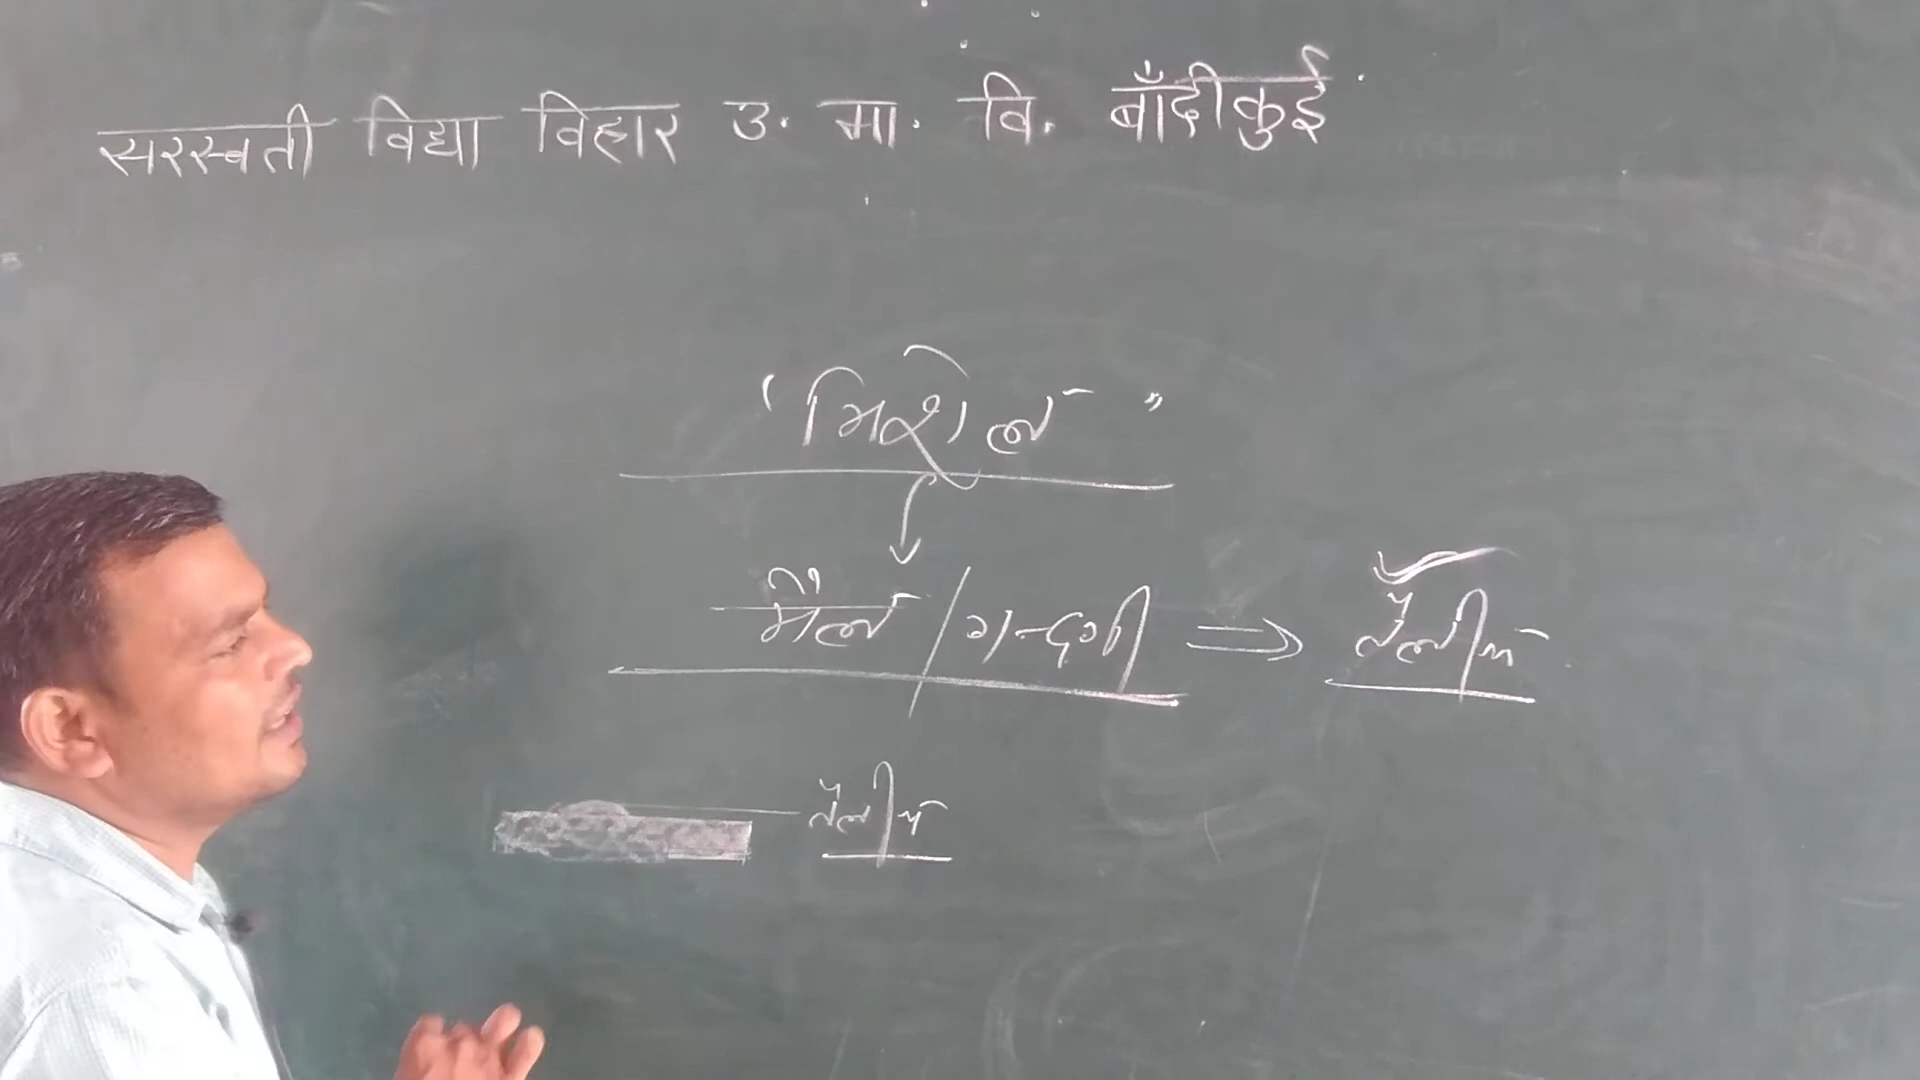 सरस्वती विद्या विहार उ. मा. वि. बाँदीकुई
"मिशेल"
मैल / गन्दगी ⇒ तैलीय
तैलीय